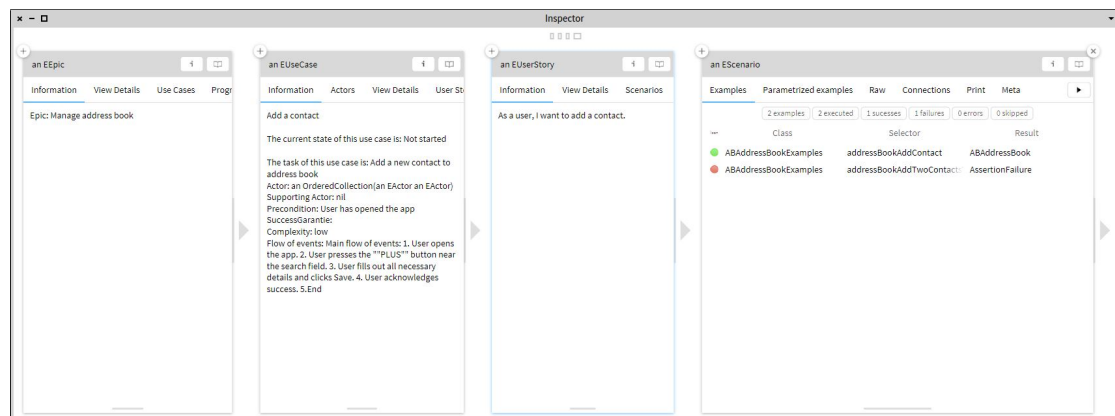 Inspector
an EEpic
Information View Details Use Cases Progr
Epic: Manage address book
an EUseCase
Information Actors View Details User St
Add a contact
The current state of this use case is: Not started
The task of this use case is: Add a new contact to
address book
Actor: an OrderedCollection(an EActor an EActor)
Supporting Actor: nil
Precondition: User has opened the app
SuccessGarantie:
Complexity: low
Flow of events: Main flow of events: 1. User opens
the app. 2. User presses the ""PLUS"" button near
the search field. 3. User fills out all necessary
details and clicks Save. 4. User acknowledges
success. 5.End
an EUserStory
Information View Details Scenarios
As a user, I want to add a contact.
an EScenario
Examples Parametrized examples Raw Connections Print Meta
2 examples 2 executed 1 sucesses 1 failures 0 errors 0 skipped
Class Selector Result
ABAddressBookExamples addressBookAddContact ABAddressBook
ABAddressBookExamples addressBookAddTwoContacts AssertionFailure